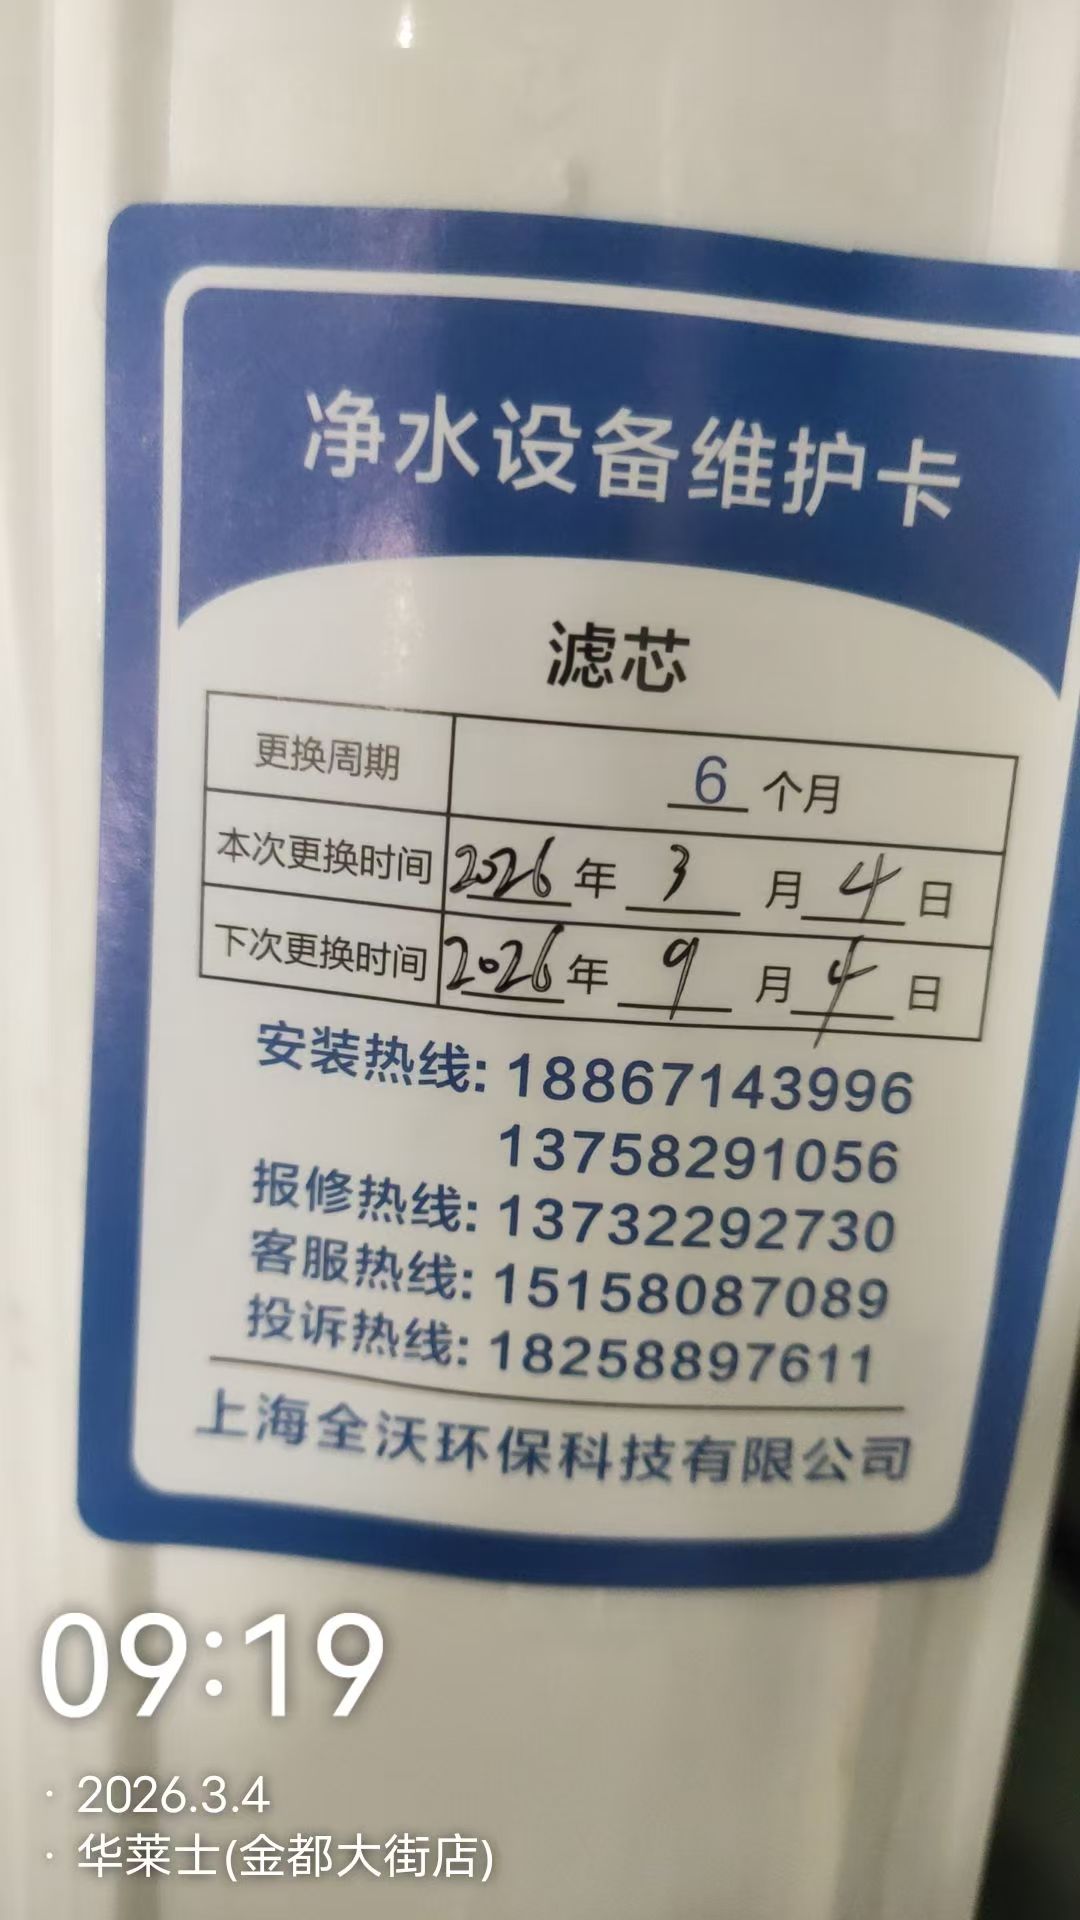 净水设备维护卡
滤芯
更换周期 6 个月
本次更换时间 2026 年 3 月 4 日
下次更换时间 2026 年 9 月 4 日
安装热线: 18867143996
13758291056
报修热线: 13732292730
客服热线: 15158087089
投诉热线: 18258897611
上海全沃环保科技有限公司
09:19
· 2026.3.4
· 华莱士(金都大街店)